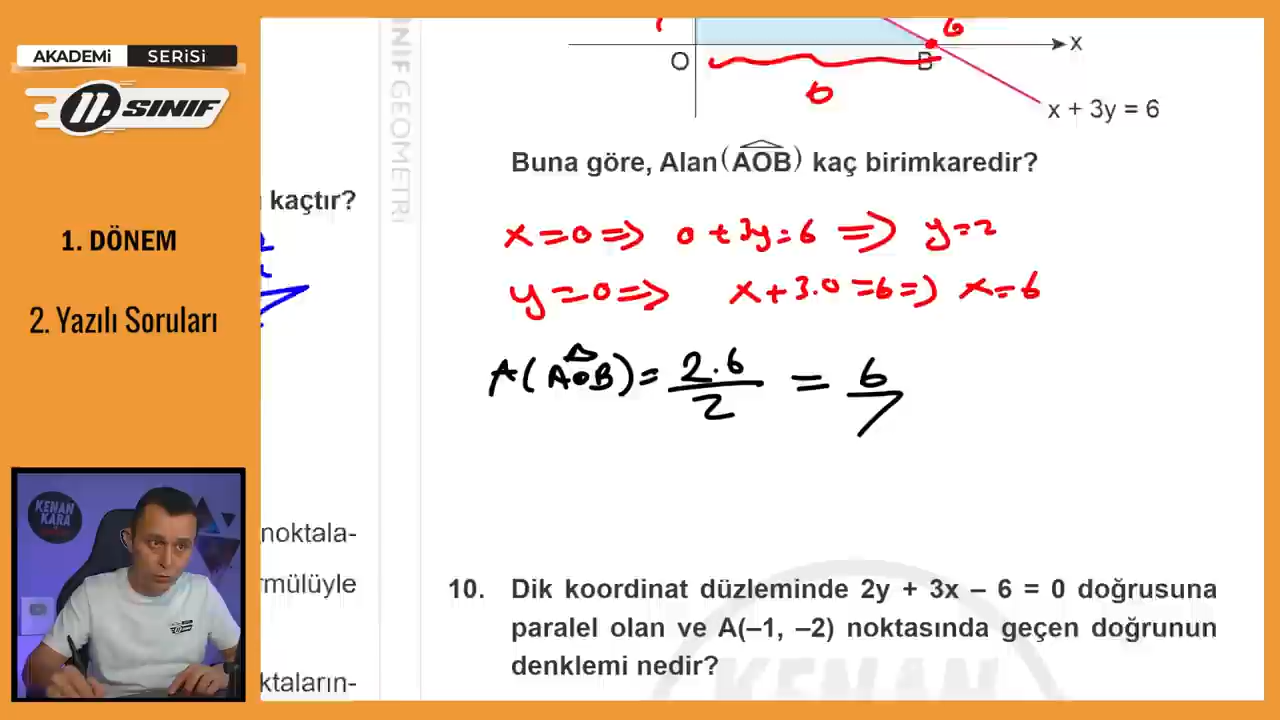 AKADEMİ SERİSİ
11. SINIF
1. DÖNEM
2. Yazılı Soruları
KENAN
KARA
kaçtır?
noktala-
rmülüyle
ktaların-
NIF GEOMETRİ
6
x
O
B
6
x + 3y = 6
Buna göre, Alan(AOB) kaç birimkaredir?
x=0 => 0+3y=6 => y=2
y=0 => x+3.0=6 => x=6
A(AOB) = 2.6/2 = 6
10. Dik koordinat düzleminde 2y + 3x – 6 = 0 doğrusuna
paralel olan ve A(–1, –2) noktasında geçen doğrunun
denklemi nedir?
KENAN